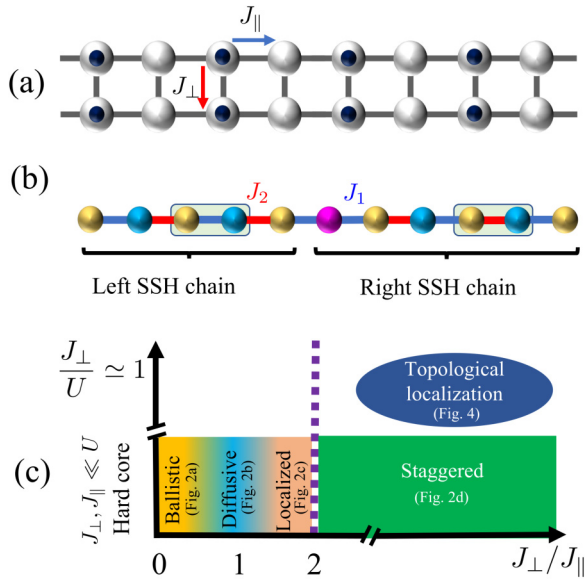 (a)
J∥
J⊥
(b)
J₂ J₁
Left SSH chain Right SSH chain
(c)
J⊥/U ≃ 1
J⊥, J∥ ≪ U
Hard core
Ballistic
(Fig. 2a)
Diffusive
(Fig. 2b)
Localized
(Fig. 2c)
Topological
localization
(Fig. 4)
Staggered
(Fig. 2d)
0 1 2 J⊥/J∥